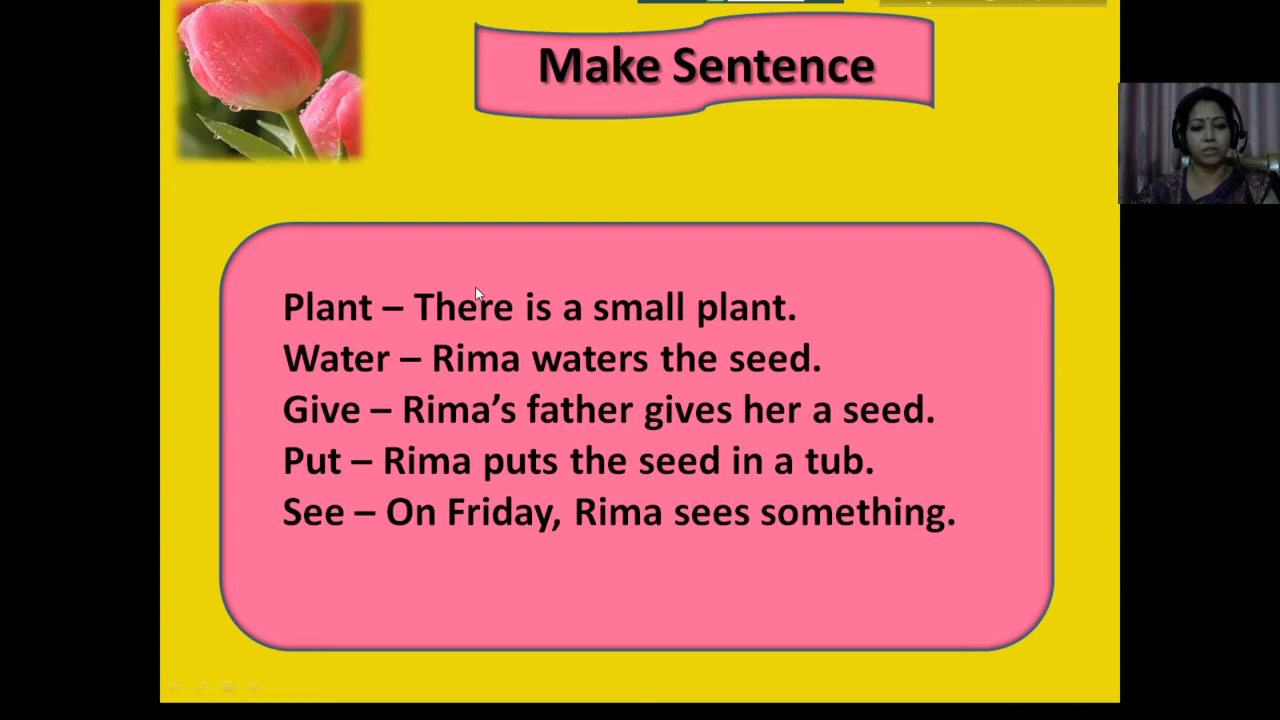 Make Sentence
Plant – There is a small plant.
Water – Rima waters the seed.
Give – Rima’s father gives her a seed.
Put – Rima puts the seed in a tub.
See – On Friday, Rima sees something.